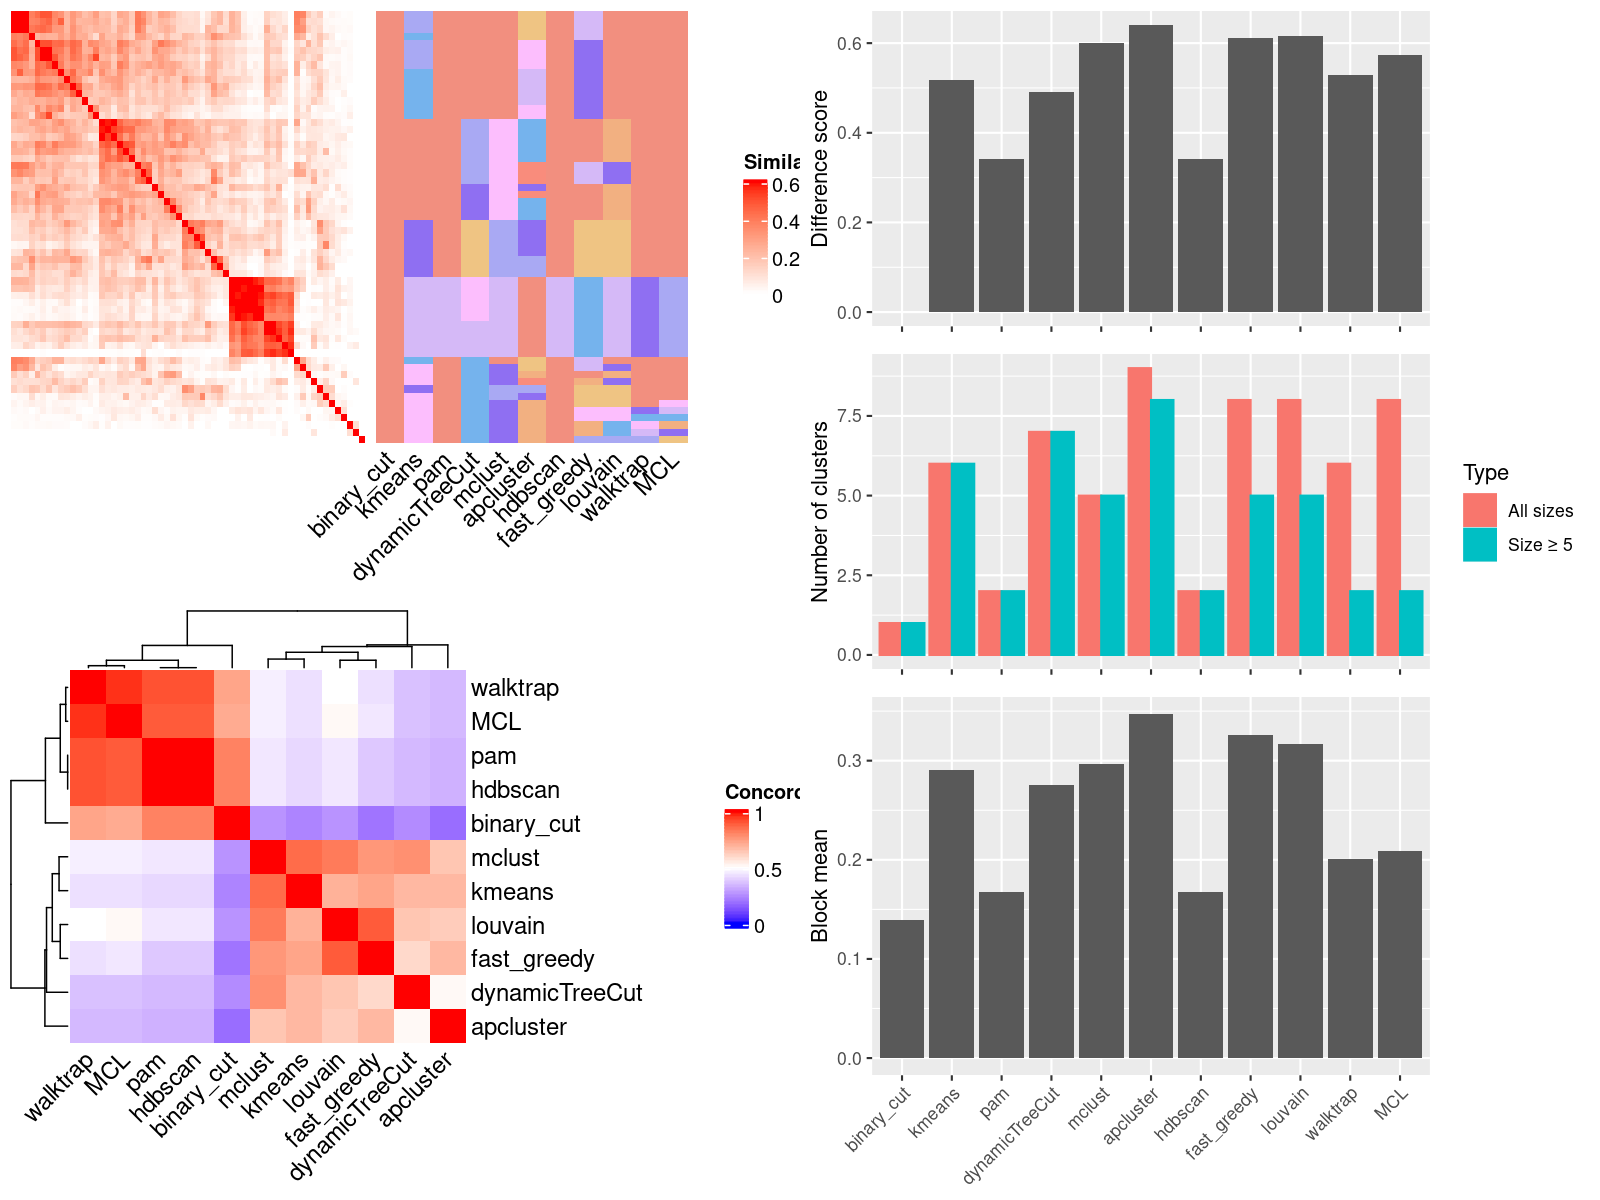 Simila
0.6
0.4
0.2
0
binary_cut
kmeans
pam
dynamicTreeCut
mclust
apcluster
hdbscan
fast_greedy
louvain
walktrap
MCL
walktrap
MCL
pam
hdbscan
binary_cut
mclust
kmeans
louvain
fast_greedy
dynamicTreeCut
apcluster
Concord
1
0.5
0
walktrap
MCL
pam
hdbscan
binary_cut
mclust
kmeans
louvain
fast_greedy
dynamicTreeCut
apcluster
Difference score
0.6
0.4
0.2
0.0
Number of clusters
7.5
5.0
2.5
0.0
Type
All sizes
Size ≥ 5
Block mean
0.3
0.2
0.1
0.0
binary_cut
kmeans
pam
dynamicTreeCut
mclust
apcluster
hdbscan
fast_greedy
louvain
walktrap
MCL